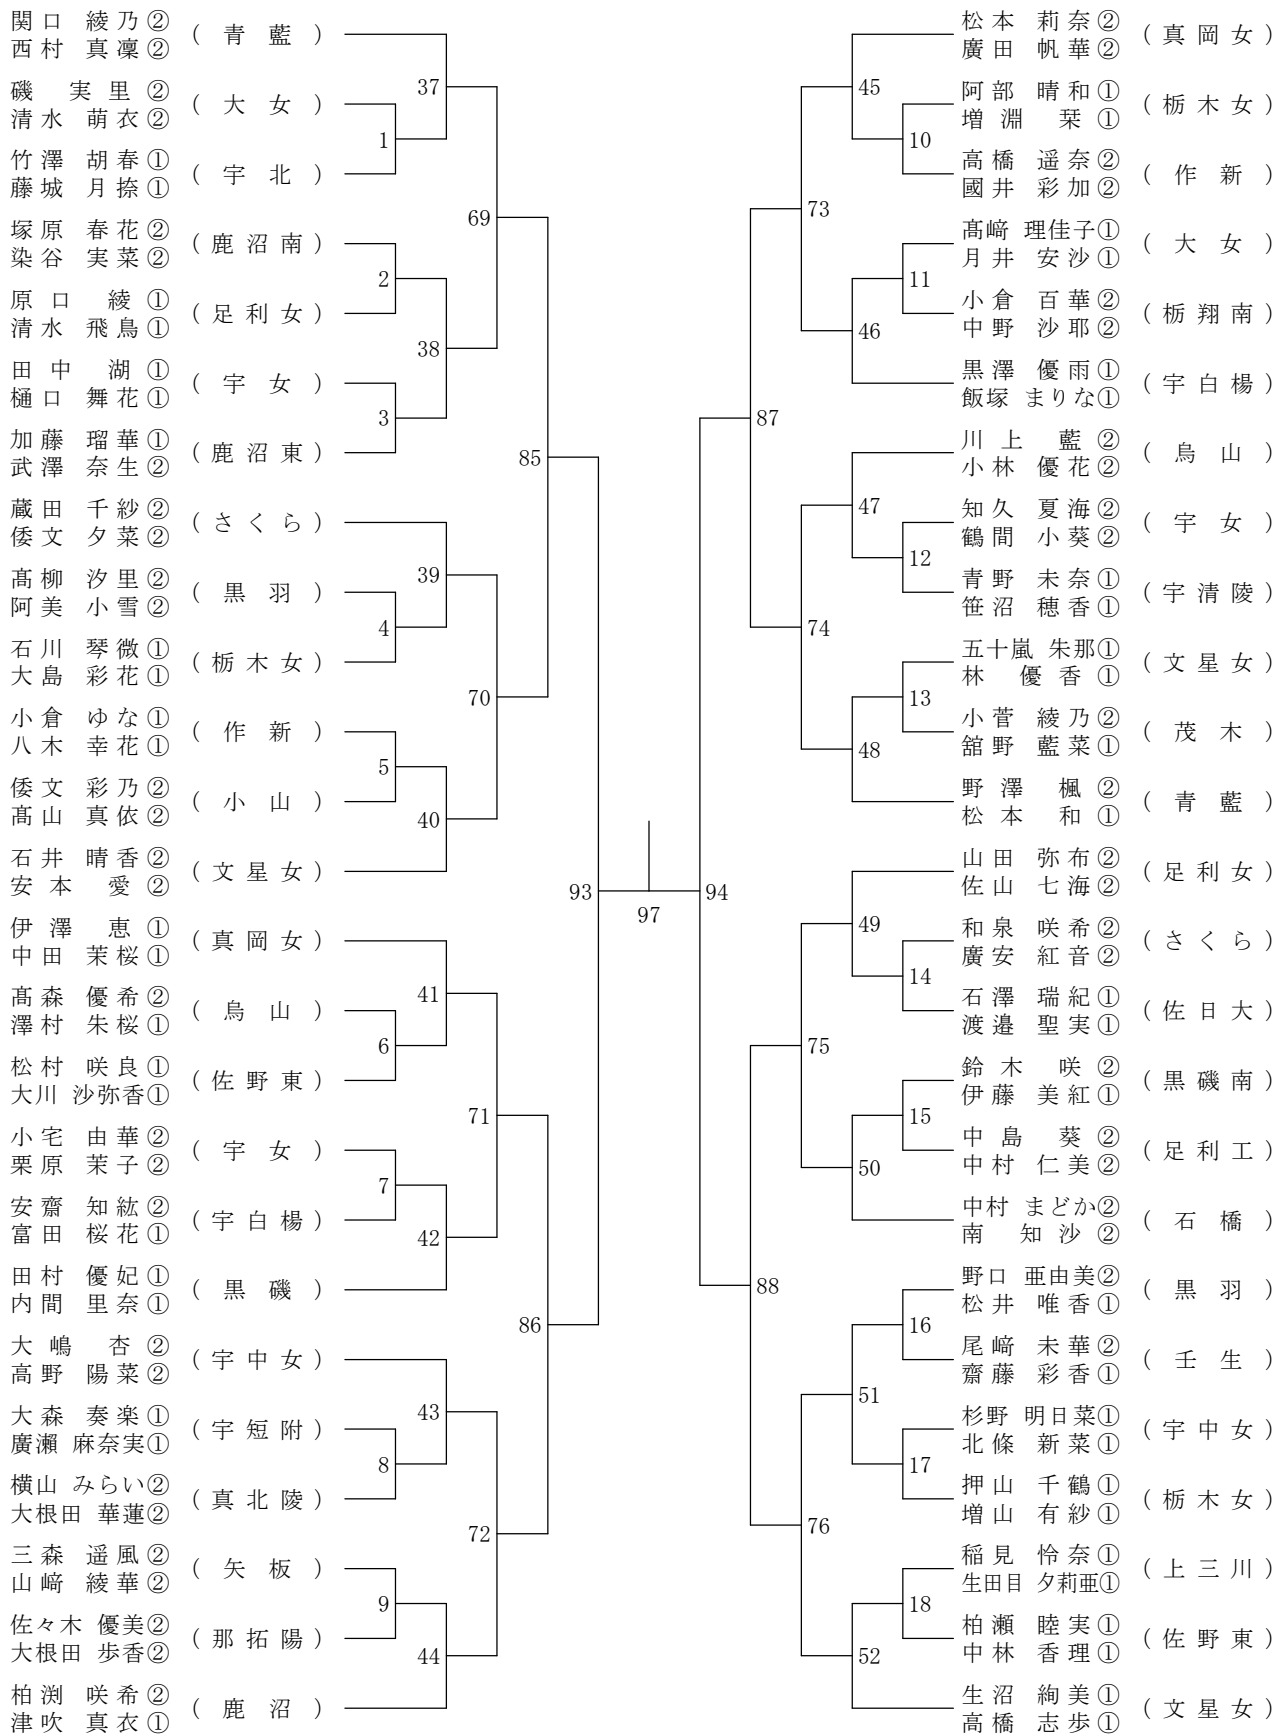 関口 綾乃②
西村 真凜②
(青藍)
磯 実里②
清水 萌衣②
(大女)
竹澤 胡春①
藤城 月捺①
(宇北)
塚原 春花②
染谷 実菜②
(鹿沼南)
原口 綾①
清水 飛鳥①
(足利女)
田中 湖①
樋口 舞花①
(宇女)
加藤 瑠華①
武澤 奈生②
(鹿沼東)
蔵田 千紗②
倭文 夕菜②
(さくら)
髙柳 汐里②
阿美 小雪②
(黒羽)
石川 琴微①
大島 彩花①
(栃木女)
小倉 ゆな①
八木 幸花①
(作新)
倭文 彩乃②
髙山 真依②
(小山)
石井 晴香②
安本 愛②
(文星女)
伊澤 恵①
中田 茉桜①
(真岡女)
髙森 優希②
澤村 朱桜①
(烏山)
松村 咲良①
大川 沙弥香①
(佐野東)
小宅 由華②
栗原 茉子②
(宇女)
安齋 知紘②
富田 桜花①
(宇白楊)
田村 優妃①
内間 里奈①
(黒磯)
大嶋 杏②
高野 陽菜②
(宇中女)
大森 奏楽①
廣瀬 麻奈実①
(宇短附)
横山 みらい②
大根田 華蓮②
(真北陵)
三森 遥風②
山﨑 綾華②
(矢板)
佐々木 優美②
大根田 歩香②
(那拓陽)
柏渕 咲希②
津吹 真衣①
(鹿沼)
37
1
69
2
38
3
85
39
4
70
5
40
93
41
6
71
7
42
86
43
8
72
9
44
97
94
45
10
73
11
46
87
47
12
74
13
48
49
14
75
15
50
88
16
51
17
76
18
52
松本 莉奈②
廣田 帆華②
(真岡女)
阿部 晴和①
増淵 栞①
(栃木女)
高橋 遥奈②
國井 彩加②
(作新)
髙﨑 理佳子①
月井 安沙①
(大女)
小倉 百華②
中野 沙耶②
(栃翔南)
黒澤 優雨①
飯塚 まりな①
(宇白楊)
川上 藍②
小林 優花②
(烏山)
知久 夏海②
鶴間 小葵②
(宇女)
青野 未奈①
笹沼 穂香①
(宇清陵)
五十嵐 朱那①
林 優香①
(文星女)
小菅 綾乃②
舘野 藍菜①
(茂木)
野澤 楓②
松本 和①
(青藍)
山田 弥布②
佐山 七海②
(足利女)
和泉 咲希②
廣安 紅音②
(さくら)
石澤 瑞紀①
渡邉 聖実①
(佐日大)
鈴木 咲②
伊藤 美紅①
(黒磯南)
中島 葵②
中村 仁美②
(足利工)
中村 まどか②
南 知沙②
(石橋)
野口 亜由美②
松井 唯香①
(黒羽)
尾﨑 未華②
齋藤 彩香①
(壬生)
杉野 明日菜①
北條 新菜①
(宇中女)
押山 千鶴①
増山 有紗①
(栃木女)
稲見 怜奈①
生田目 夕莉亜①
(上三川)
柏瀬 睦実①
中林 香理①
(佐野東)
生沼 絢美①
高橋 志歩①
(文星女)